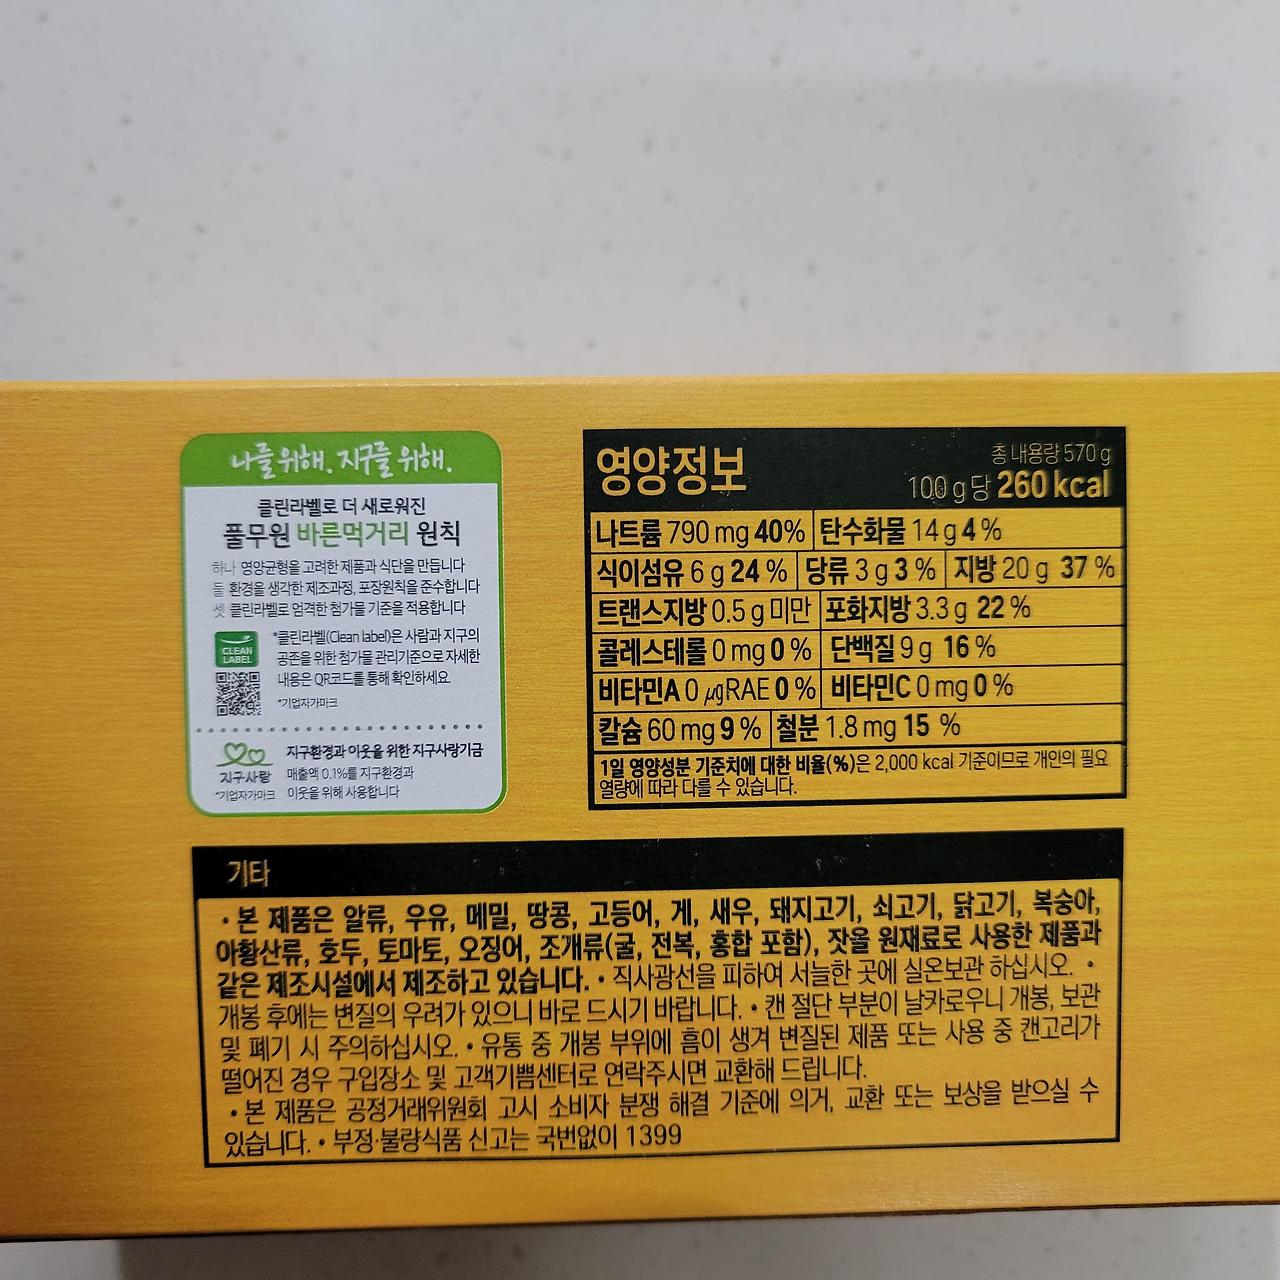 나를 위해. 지구를 위해.
클린라벨로 더 새로워진
풀무원 바른먹거리 원칙
하나 영양균형을 고려한 제품과 식단을 만듭니다
둘 환경을 생각한 제조과정, 포장원칙을 준수합니다
셋 클린라벨로 엄격한 첨가물 기준을 적용합니다
CLEAN
LABEL
*클린라벨(Clean label)은 사람과 지구의
공존을 위한 첨가물 관리기준으로 자세한
내용은 QR코드를 통해 확인하세요.
*기업자가마크
지구사랑
*기업자가마크
지구환경과 이웃을 위한 지구사랑기금
매출액 0.1%를 지구환경과
이웃을 위해 사용합니다
영양정보
총 내용량 570 g
100 g당 260 kcal
나트륨 790 mg 40% 탄수화물 14 g 4 %
식이섬유 6 g 24 % 당류 3 g 3 % 지방 20 g 37 %
트랜스지방 0.5 g 미만 포화지방 3.3 g 22 %
콜레스테롤 0 mg 0 % 단백질 9 g 16 %
비타민A 0 μgRAE 0 % 비타민C 0 mg 0 %
칼슘 60 mg 9 % 철분 1.8 mg 15 %
1일 영양성분 기준치에 대한 비율(%)은 2,000 kcal 기준이므로 개인의 필요
열량에 따라 다를 수 있습니다.
기타
• 본 제품은 알류, 우유, 메밀, 땅콩, 고등어, 게, 새우, 돼지고기, 쇠고기, 닭고기, 복숭아,
아황산류, 호두, 토마토, 오징어, 조개류(굴, 전복, 홍합 포함), 잣을 원재료로 사용한 제품과
같은 제조시설에서 제조하고 있습니다. • 직사광선을 피하여 서늘한 곳에 실온보관 하십시오. •
개봉 후에는 변질의 우려가 있으니 바로 드시기 바랍니다. • 캔 절단 부분이 날카로우니 개봉, 보관
및 폐기 시 주의하십시오. • 유통 중 개봉 부위에 흠이 생겨 변질된 제품 또는 사용 중 캔고리가
떨어진 경우 구입장소 및 고객기쁨센터로 연락주시면 교환해 드립니다.
• 본 제품은 공정거래위원회 고시 소비자 분쟁 해결 기준에 의거, 교환 또는 보상을 받으실 수
있습니다. • 부정·불량식품 신고는 국번없이 1399